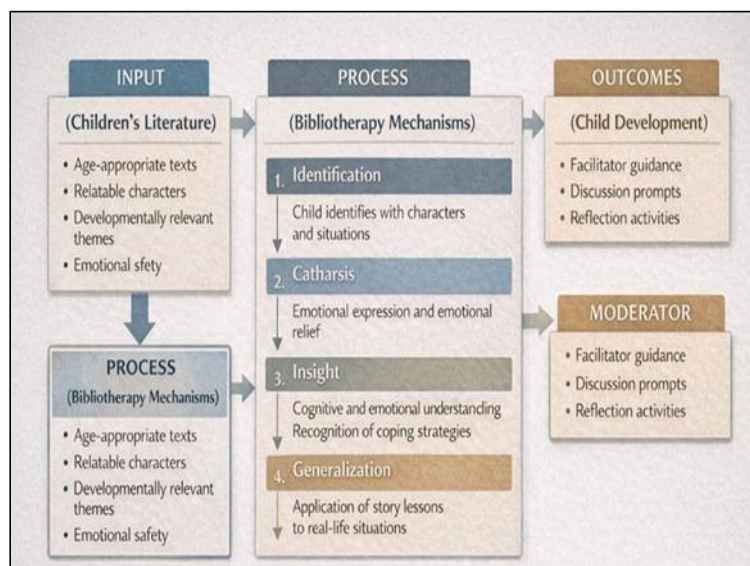 INPUT
(Children's Literature)
• Age-appropriate texts
• Relatable characters
• Developmentally relevant
themes
• Emotional sfety
PROCESS
(Bibliotherapy Mechanisms)
• Age-appropriate texts
• Relatable characters
• Developmentally relevant
themes
• Emotional safety
PROCESS
(Bibliotherapy Mechanisms)
1. Identification
Child identifies with characters
and situations
2. Catharsis
Emotional expression and emotional
relief
3. Insight
Cognitive and emotional understanding
Recognition of coping strategies
4. Generalization
Application of story lessons
to real-life situations
OUTCOMES
(Child Development)
• Facilitator guidance
• Discussion prompts
• Reflection activities
MODERATOR
• Facilitator guidance
• Discussion prompts
• Reflection activities